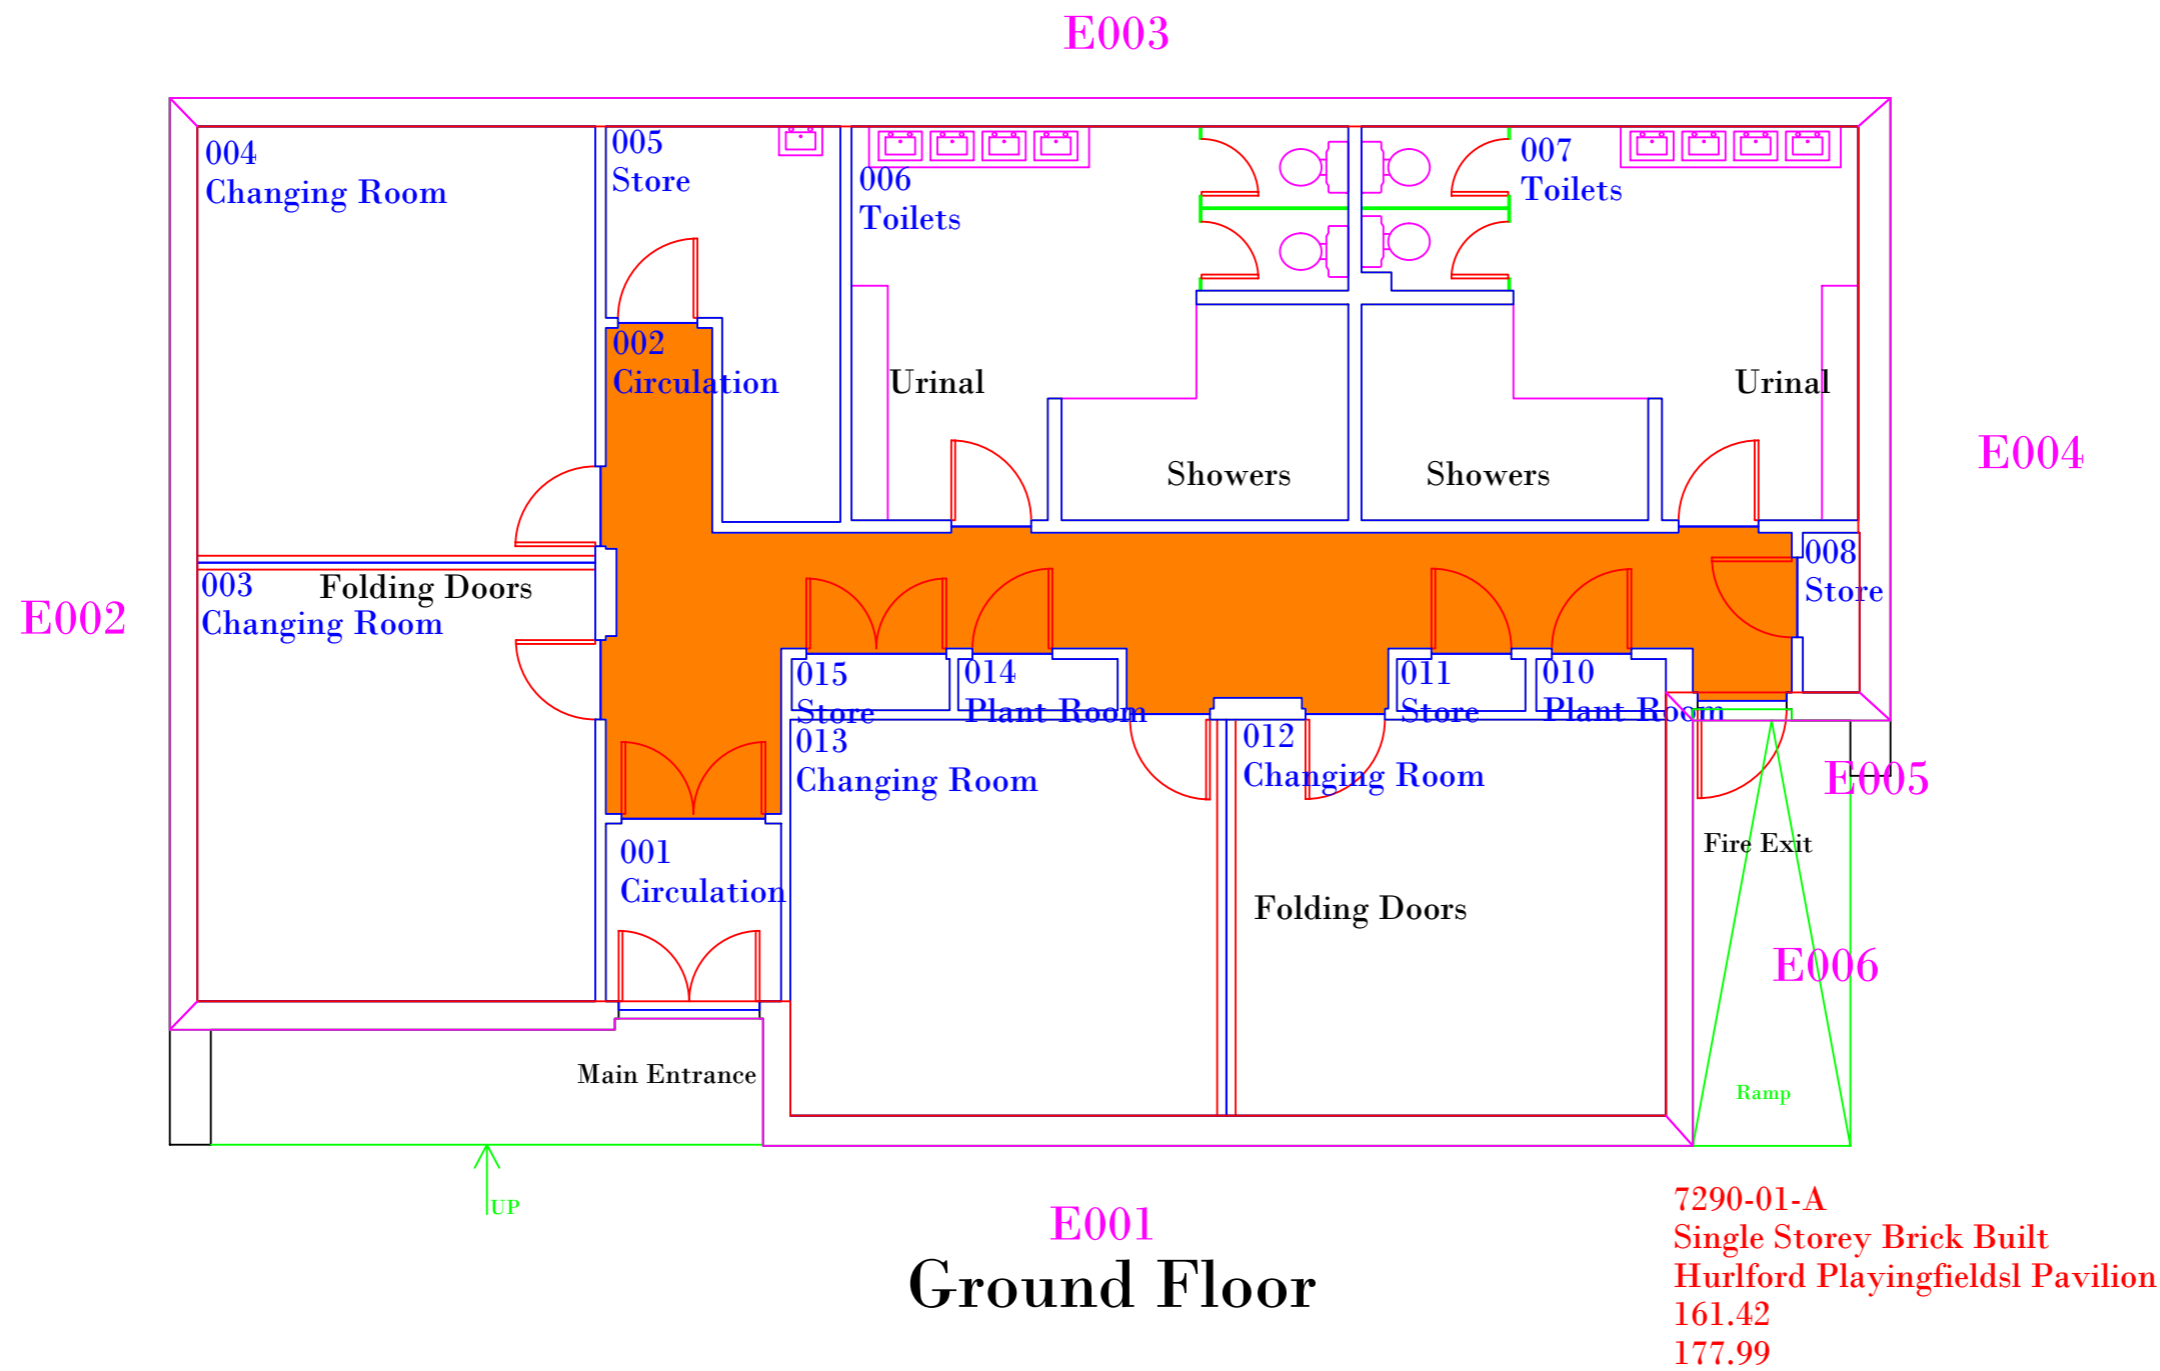 E003
004
Changing Room
005
Store
006
Toilets
007
Toilets
002
Circulation
Urinal
Urinal
Showers
Showers
E004
E002
003
Changing Room
Folding Doors
008
Store
015
Store
014
Plant Room
011
Store
010
Plant Room
013
Changing Room
012
Changing Room
E005
001
Circulation
Fire Exit
Folding Doors
E006
Main Entrance
Ramp
UP
E001
Ground Floor
7290-01-A
Single Storey Brick Built
Hurlford Playingfieldsl Pavilion
161.42
177.99